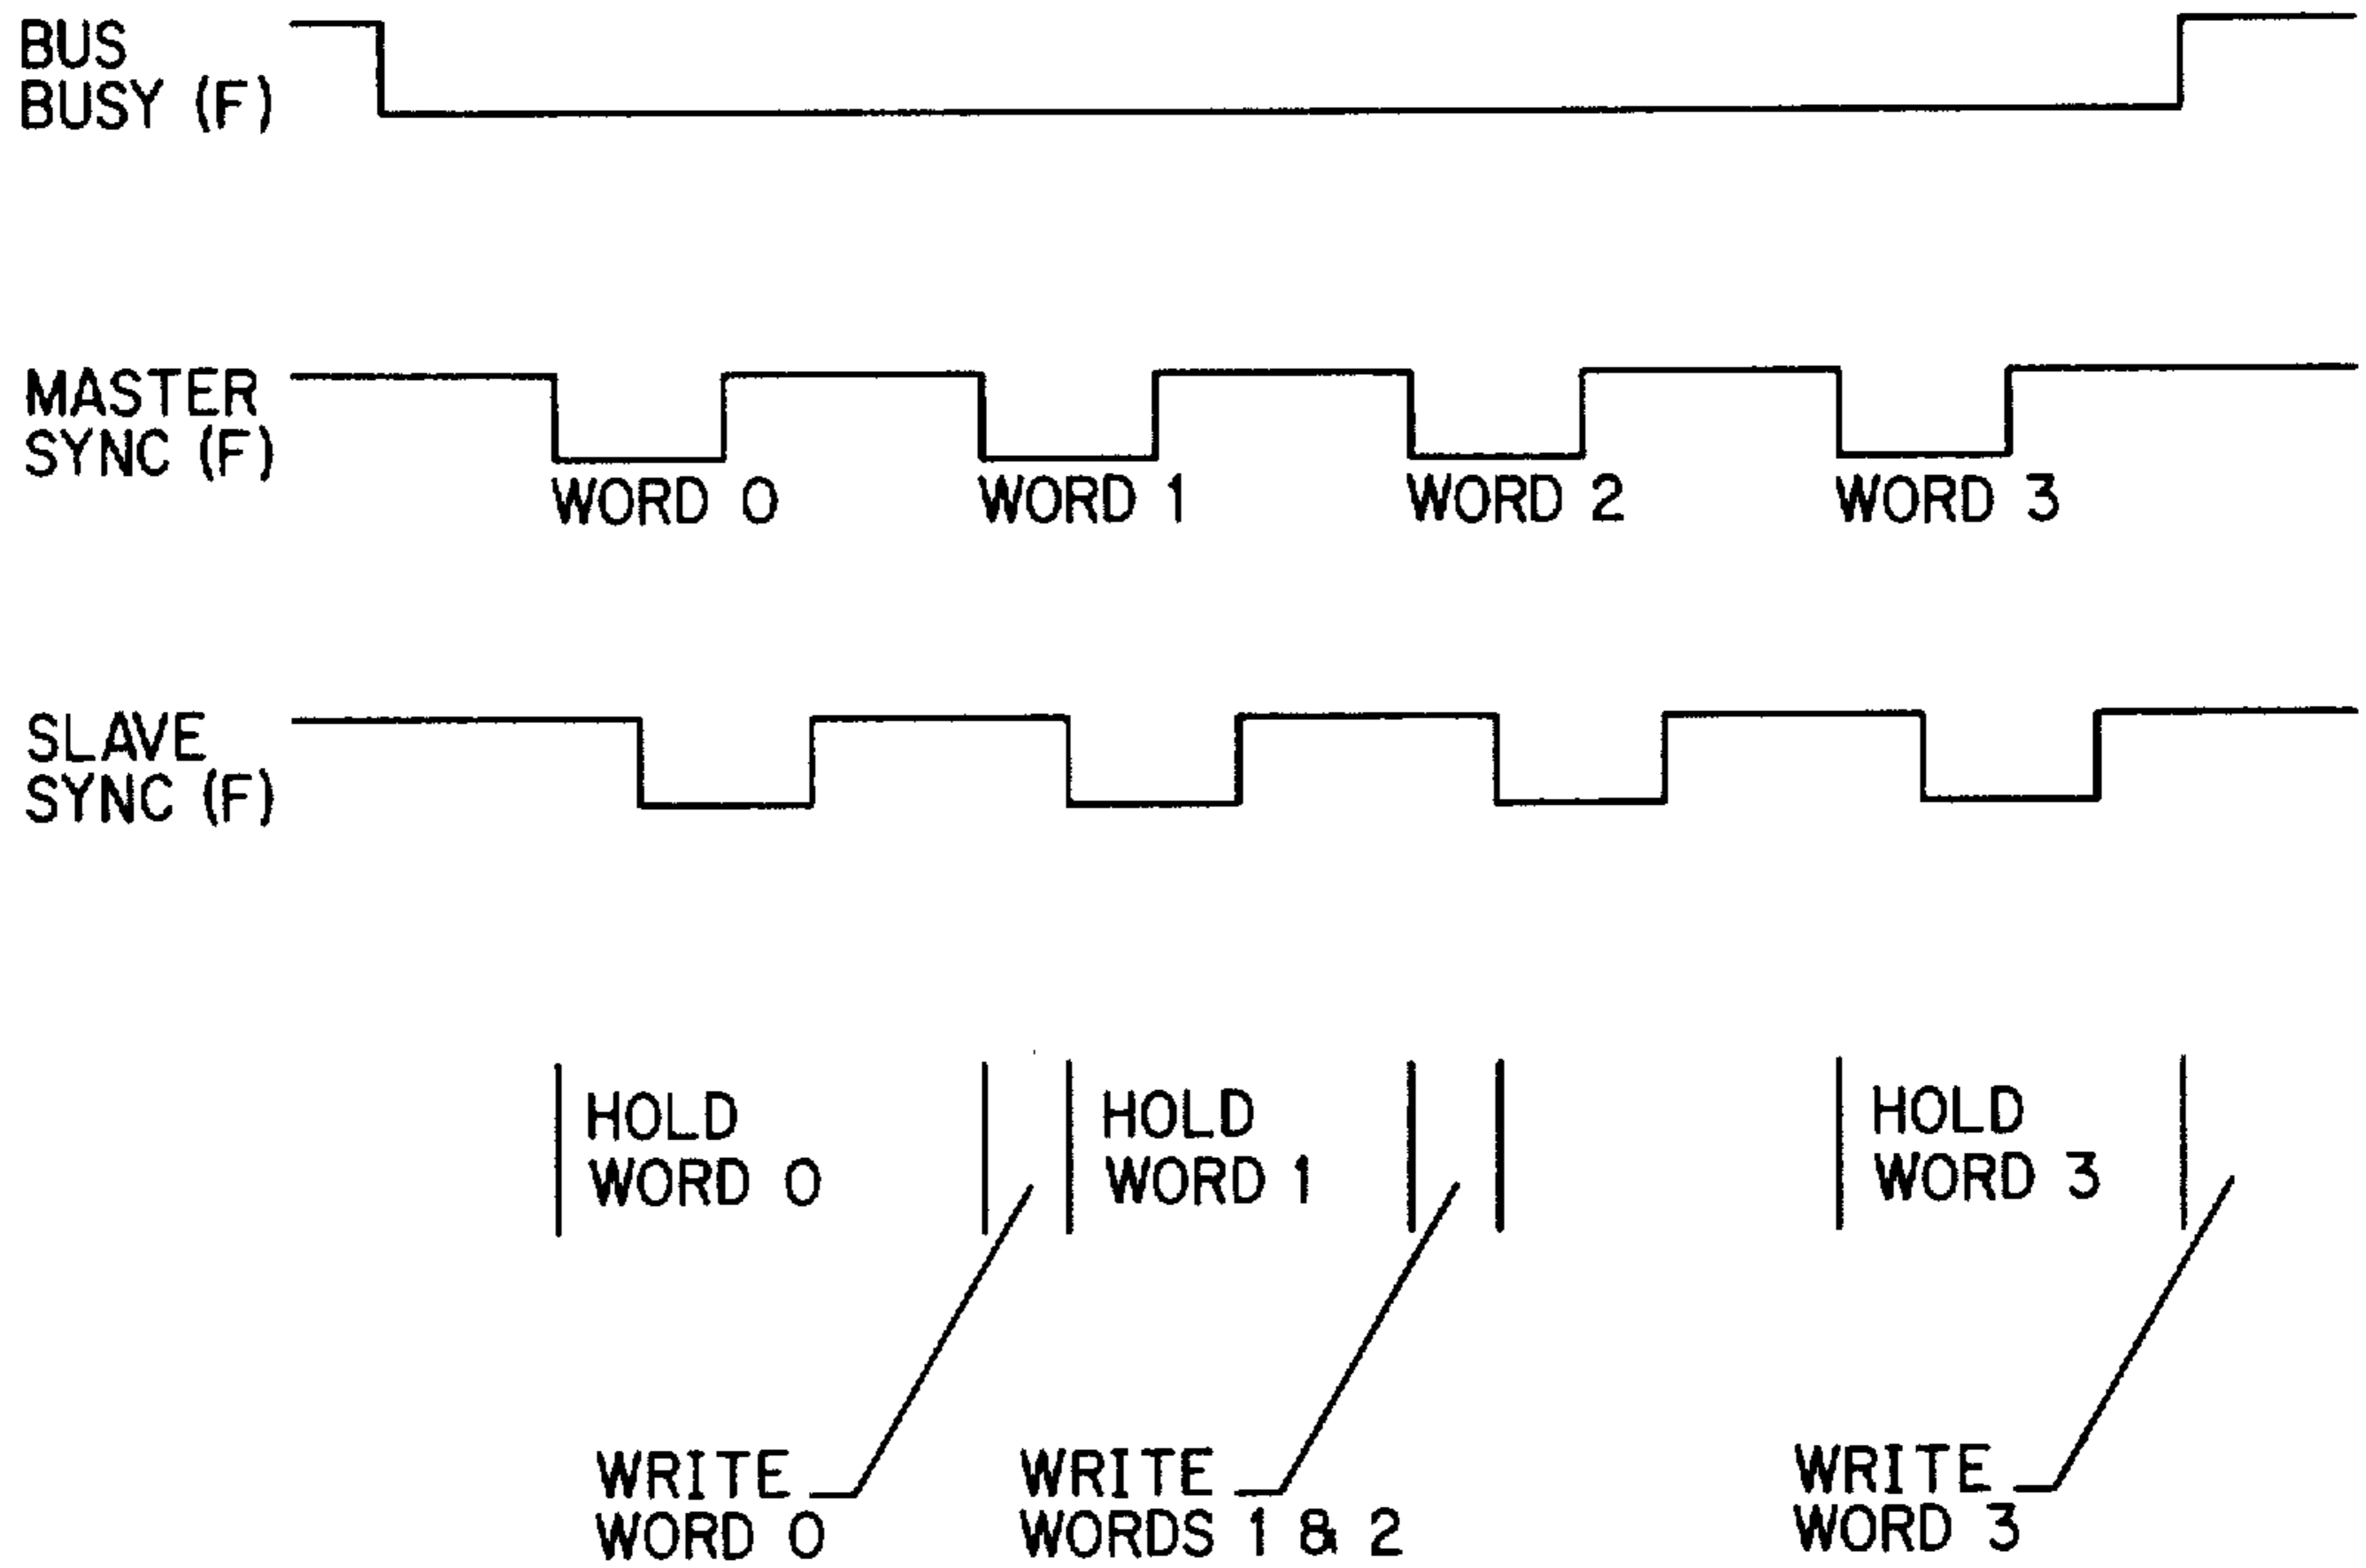 BUS
BUSY (F)
MASTER
SYNC (F)
WORD 0 WORD 1 WORD 2 WORD 3
SLAVE
SYNC (F)
HOLD HOLD HOLD
WORD 0 WORD 1 WORD 3
WRITE WRITE WRITE
WORD 0 WORDS 1 & 2 WORD 3